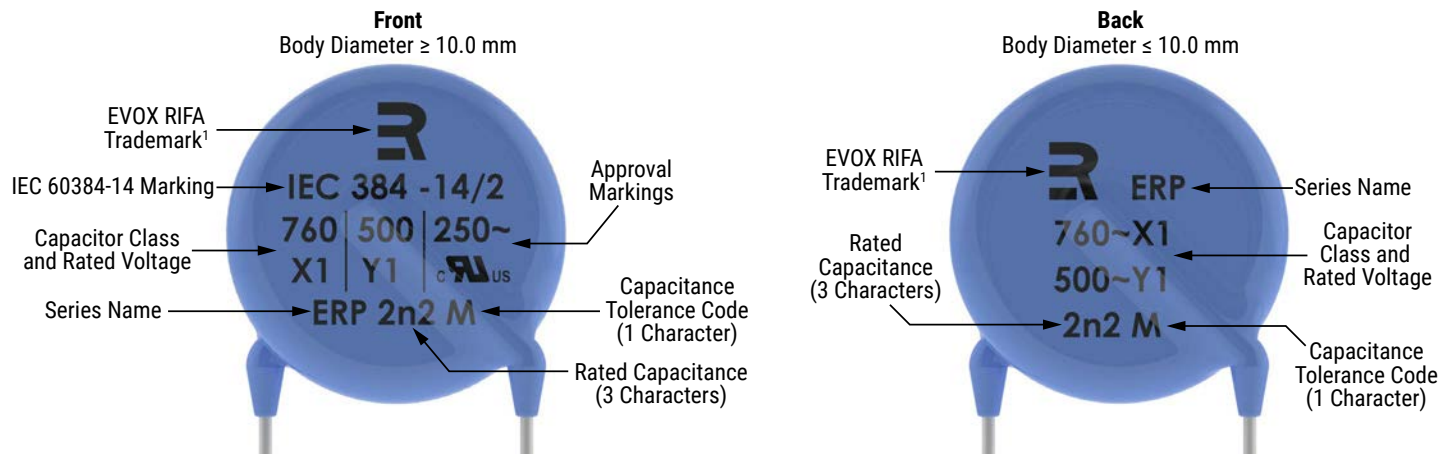 Front
Body Diameter ≥ 10.0 mm
EVOX RIFA
Trademark¹
IEC 60384-14 Marking
Capacitor Class
and Rated Voltage
Series Name
R
IEC 384 -14/2
760 | 500 | 250~
X1 | Y1 | C UR US
ERP 2n2 M
Approval
Markings
Capacitance
Tolerance Code
(1 Character)
Rated Capacitance
(3 Characters)
Back
Body Diameter ≤ 10.0 mm
EVOX RIFA
Trademark¹
Rated
Capacitance
(3 Characters)
R ERP
760~X1
500~Y1
2n2 M
Series Name
Capacitor
Class and
Rated Voltage
Capacitance
Tolerance Code
(1 Character)